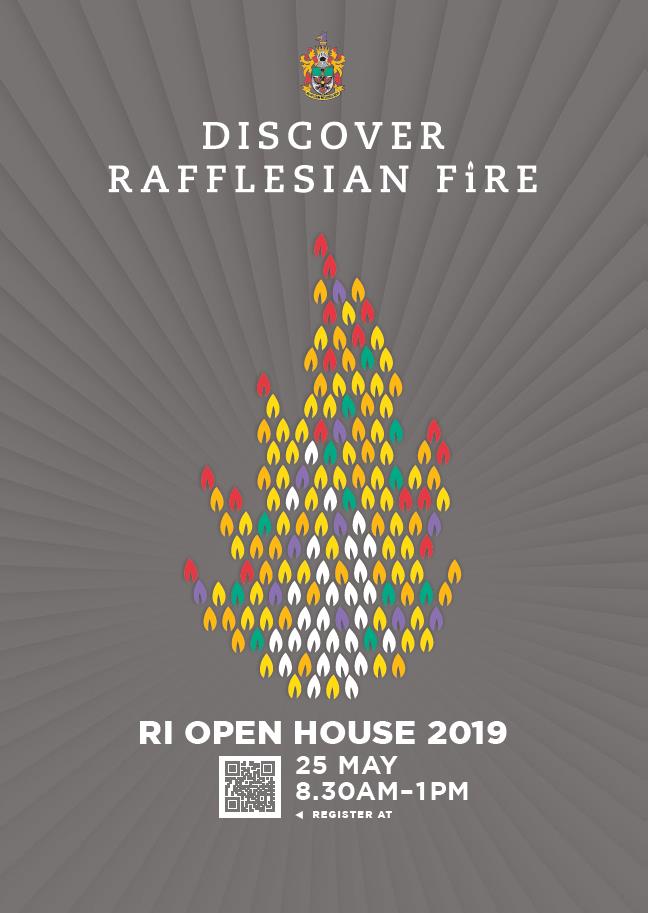 DISCOVER
RAFFLESIAN FiRE
RI OPEN HOUSE 2019
25 MAY
8.30AM–1PM
◄ REGISTER AT